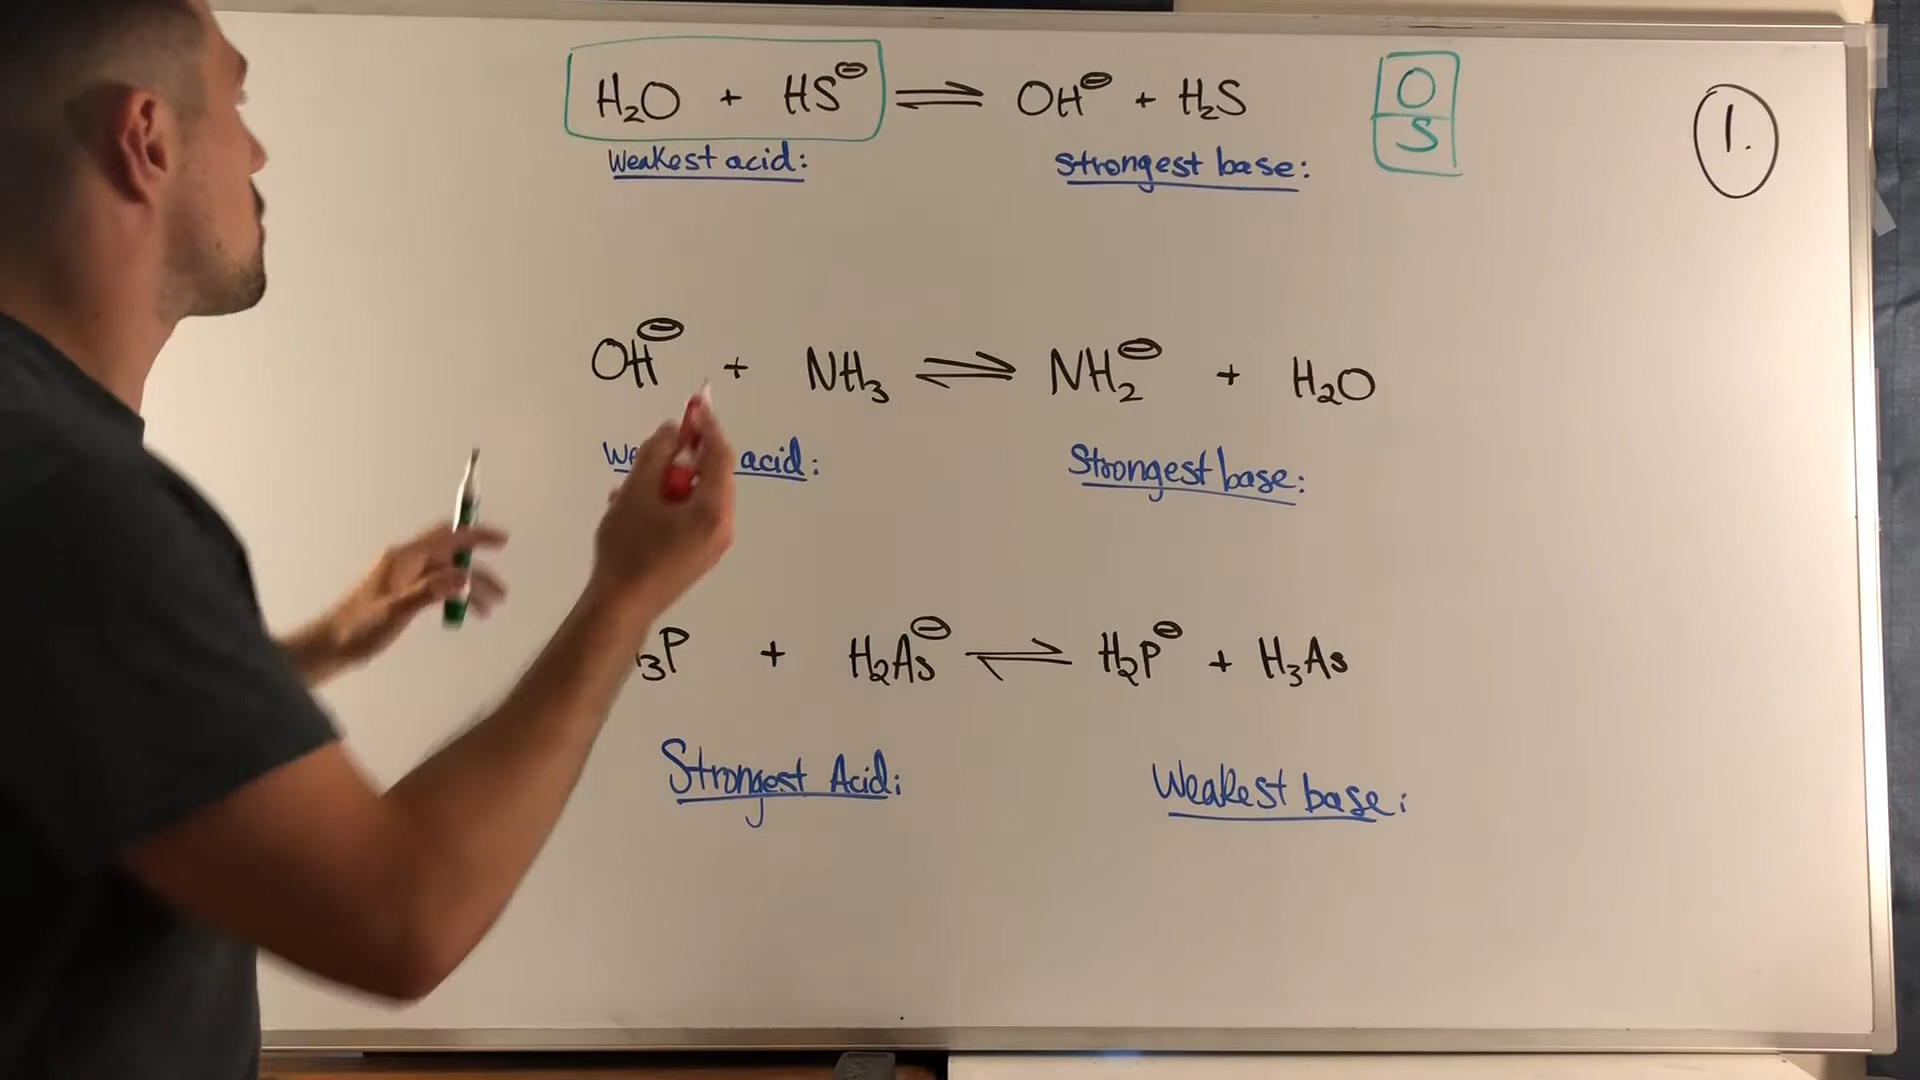 H₂O + HS⊖ ⇌ OH⊖ + H₂S
O
S
1.
Weakest acid:
Strongest base:
OH⊖ + NH₃ ⇌ NH₂⊖ + H₂O
acid:
Strongest base:
₃P + H₂As⊖ ⇌ H₂P⊖ + H₃As
Strongest Acid:
Weakest base: